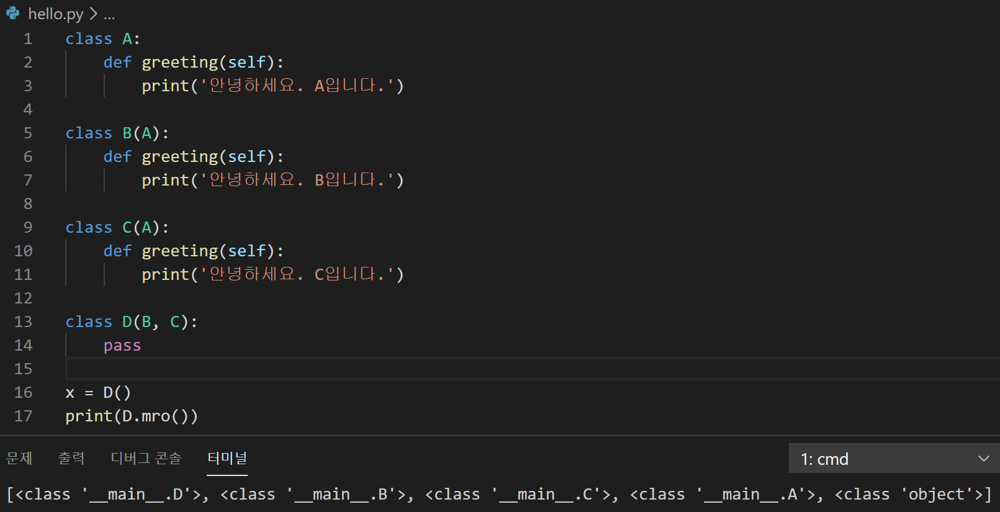 hello.py > ...
1 class A:
2     def greeting(self):
3         print('안녕하세요. A입니다.')
4
5 class B(A):
6     def greeting(self):
7         print('안녕하세요. B입니다.')
8
9 class C(A):
10     def greeting(self):
11         print('안녕하세요. C입니다.')
12
13 class D(B, C):
14     pass
15
16 x = D()
17 print(D.mro())
문제 출력 디버그 콘솔 터미널 1: cmd
[<class '__main__.D'>, <class '__main__.B'>, <class '__main__.C'>, <class '__main__.A'>, <class 'object'>]